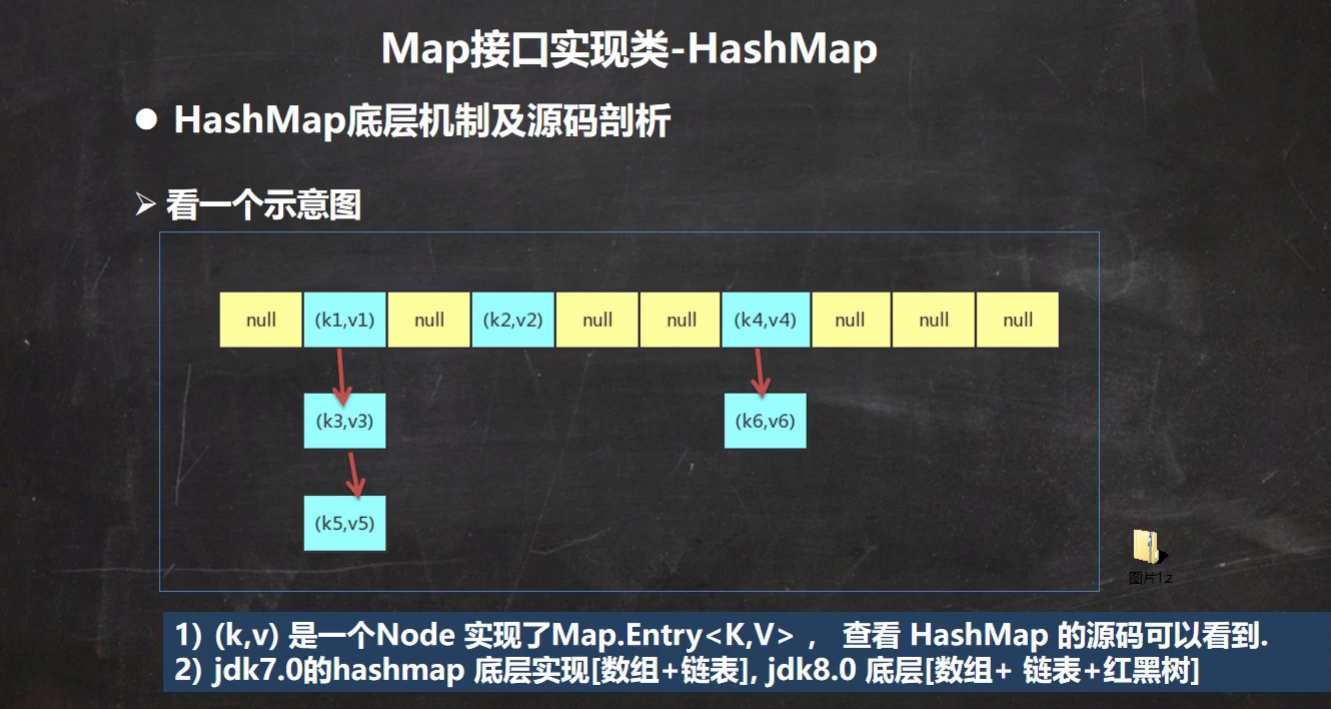 Map接口实现类-HashMap
● HashMap底层机制及源码剖析
➢ 看一个示意图
null (k1,v1) null (k2,v2) null null (k4,v4) null null null
(k3,v3) (k6,v6)
(k5,v5)
图片1.z
1) (k,v) 是一个Node 实现了Map.Entry<K,V> ， 查看 HashMap 的源码可以看到.
2) jdk7.0的hashmap 底层实现[数组+链表], jdk8.0 底层[数组+ 链表+红黑树]